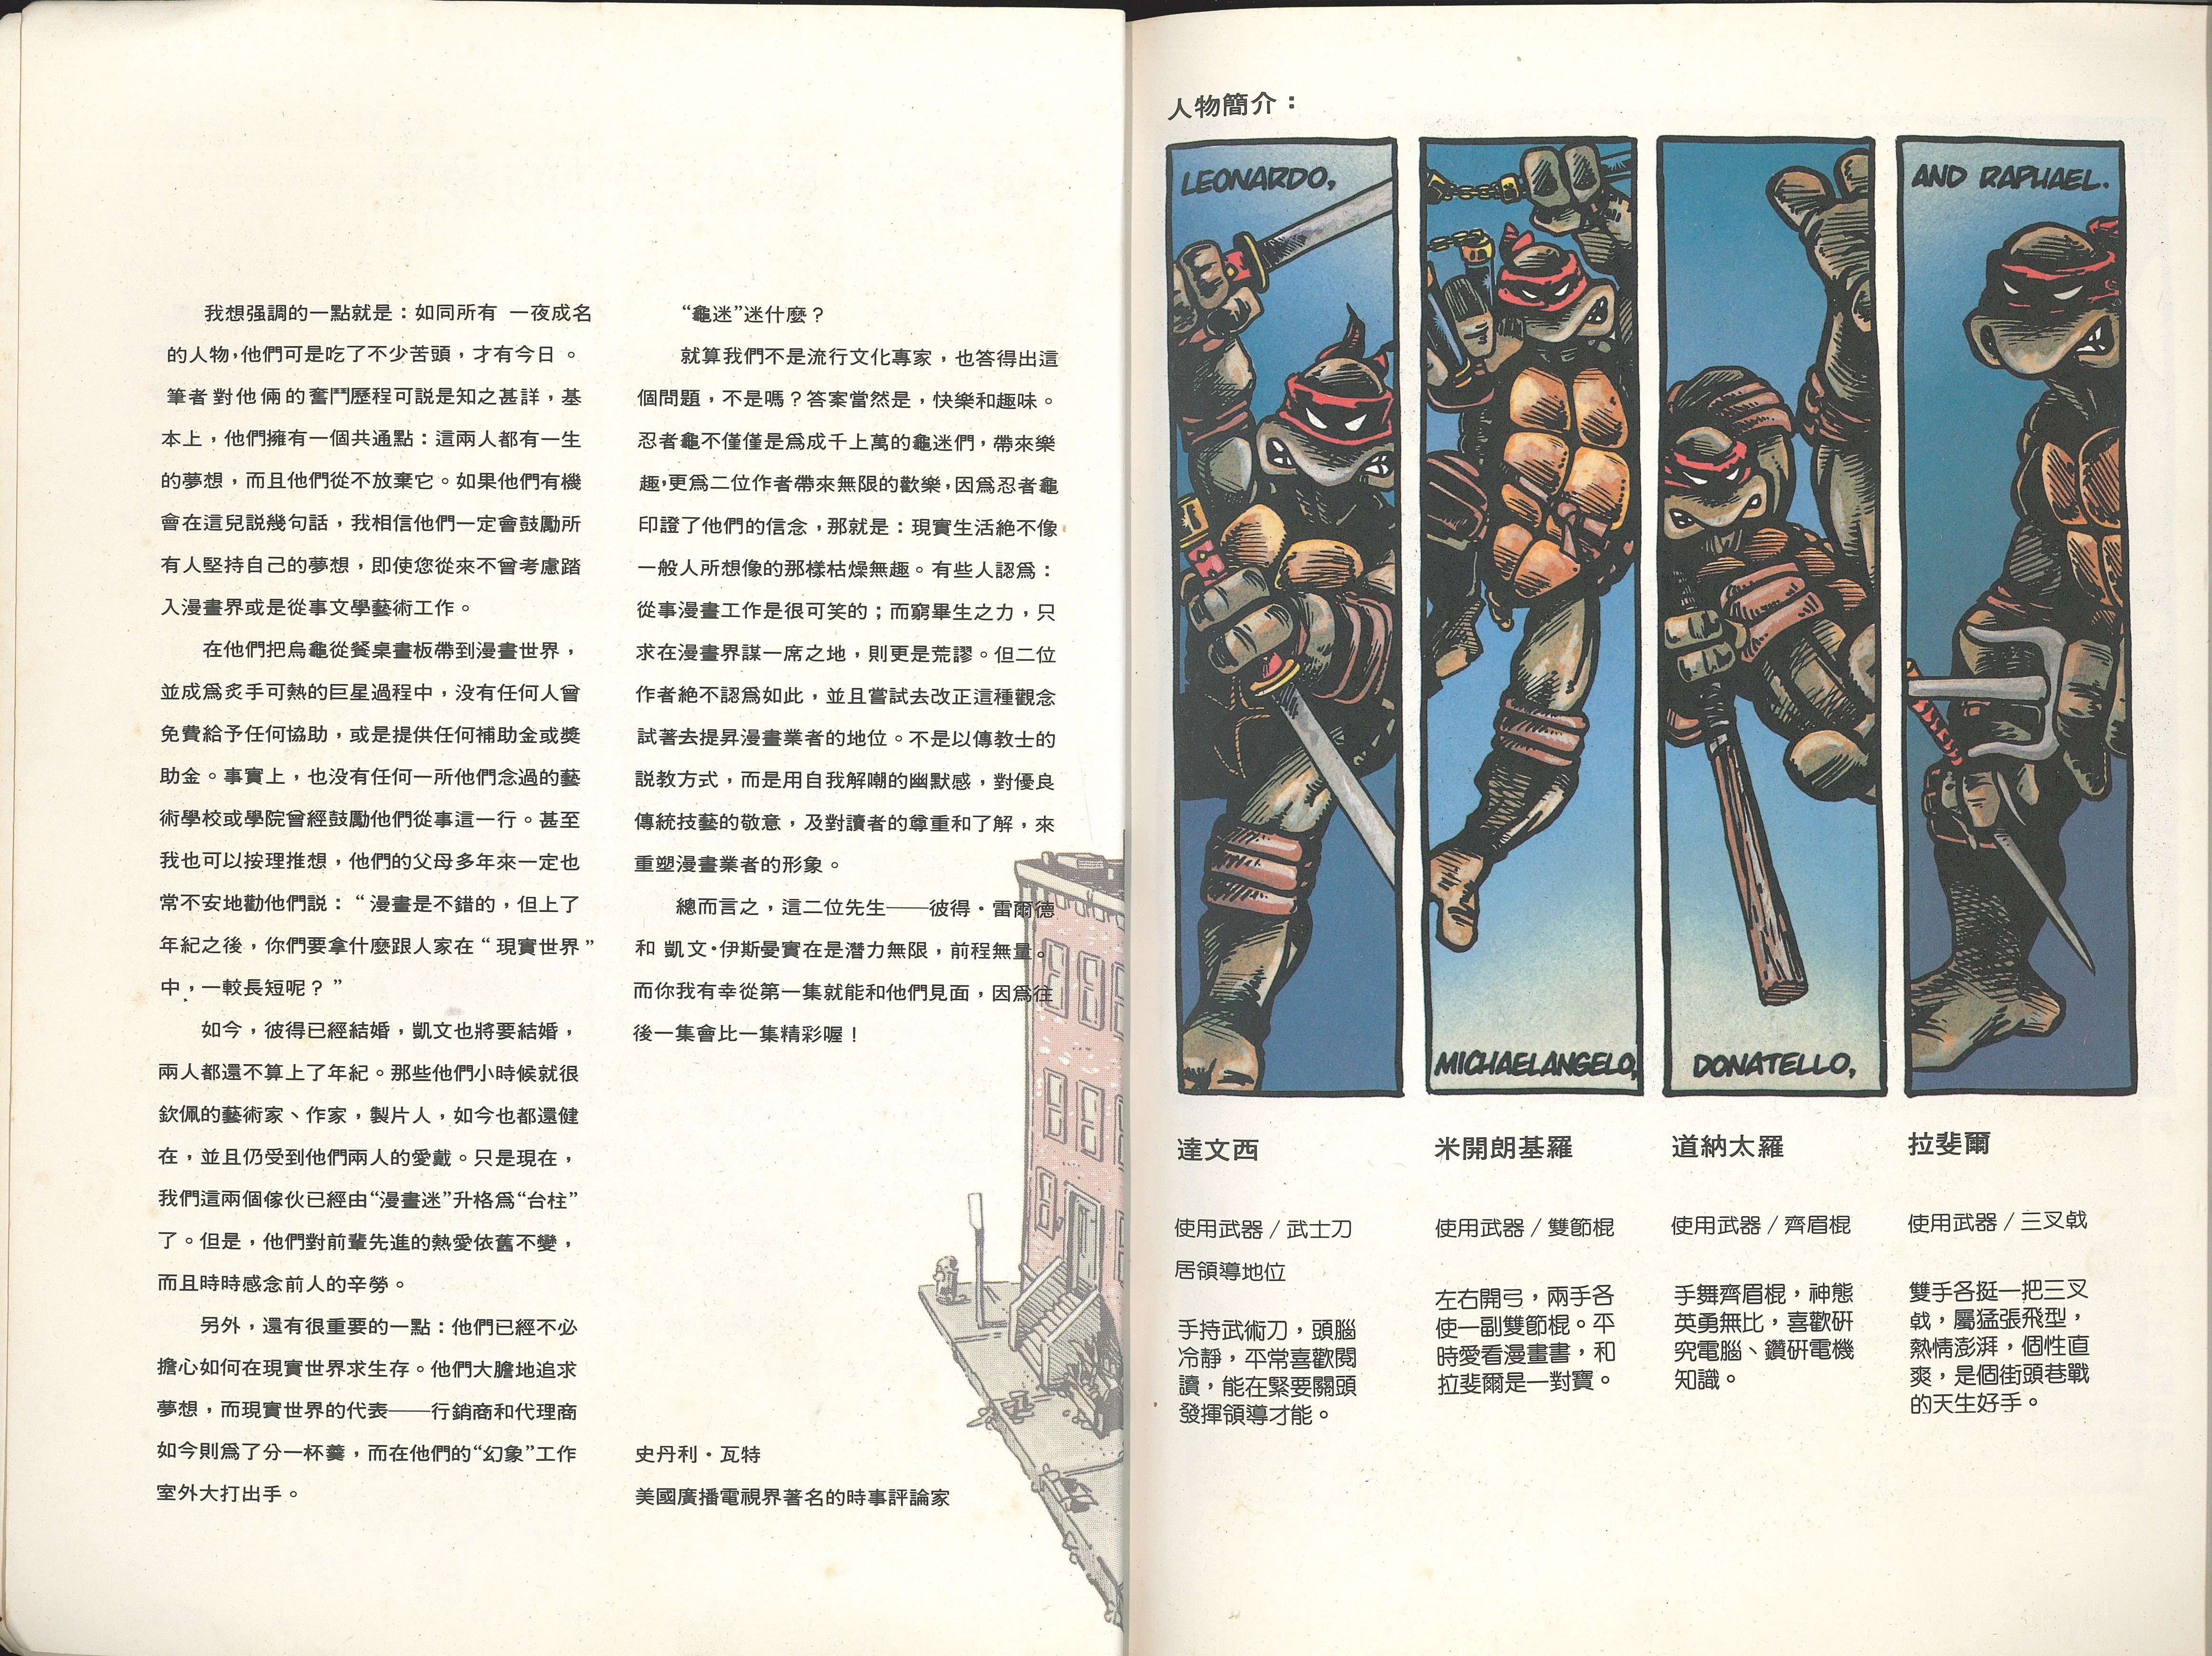 我想强調的一點就是：如同所有 一夜成名
的人物，他們可是吃了不少苦頭，才有今日。
筆者對他倆的奮鬥歷程可説是知之甚詳，基
本上，他們擁有一個共通點：這兩人都有一生
的夢想，而且他們從不放棄它。如果他們有機
會在這兒説幾句話，我相信他們一定會鼓勵所
有人堅持自己的夢想，即使您從來不曾考慮踏
入漫畫界或是從事文學藝術工作。
在他們把烏龜從餐桌畫板帶到漫畫世界，
並成爲炙手可熱的巨星過程中，没有任何人曾
免費給予任何協助，或是提供任何補助金或獎
助金。事實上，也没有任何一所他們念過的藝
術學校或學院曾經鼓勵他們從事這一行。甚至
我也可以按理推想，他們的父母多年來一定也
常不安地勸他們説：“漫畫是不錯的，但上了
年紀之後，你們要拿什麼跟人家在“現實世界”
中，一較長短呢？”
如今，彼得已經結婚，凱文也將要結婚，
兩人都還不算上了年紀。那些他們小時候就很
欽佩的藝術家、作家，製片人，如今也都還健
在，並且仍受到他們兩人的愛戴。只是現在，
我們這兩個傢伙已經由“漫畫迷”升格爲“台柱”
了。但是，他們對前輩先進的熱愛依舊不變，
而且時時感念前人的辛勞。
另外，還有很重要的一點：他們已經不必
擔心如何在現實世界求生存。他們大膽地追求
夢想，而現實世界的代表——行銷商和代理商
如今則爲了分一杯羹，而在他們的“幻象”工作
室外大打出手。
“龜迷”迷什麼？
就算我們不是流行文化專家，也答得出這
個問題，不是嗎？答案當然是，快樂和趣味。
忍者龜不僅僅是爲成千上萬的龜迷們，帶來樂
趣，更爲二位作者帶來無限的歡樂，因爲忍者龜
印證了他們的信念，那就是：現實生活絶不像
一般人所想像的那樣枯燥無趣。有些人認爲：
從事漫畫工作是很可笑的；而窮畢生之力，只
求在漫畫界謀一席之地，則更是荒謬。但二位
作者絶不認爲如此，並且嘗試去改正這種觀念
試著去提昇漫畫業者的地位。不是以傳教士的
説教方式，而是用自我解嘲的幽默感，對優良
傳統技藝的敬意，及對讀者的尊重和了解，來
重塑漫畫業者的形象。
總而言之，這二位先生——彼得・雷爾德
和 凱文・伊斯曼實在是潛力無限，前程無量。
而你我有幸從第一集就能和他們見面，因爲往
後一集會比一集精彩喔！
史丹利・瓦特
美國廣播電視界著名的時事評論家
人物簡介：
LEONARDO,
MICHAELANGELO,
DONATELLO,
AND RAPHAEL.
達文西
使用武器／武士刀
居領導地位
手持武術刀，頭腦
冷靜，平常喜歡閱
讀，能在緊要關頭
發揮領導才能。
米開朗基羅
使用武器／雙節棍
左右開弓，兩手各
使一副雙節棍。平
時愛看漫畫書，和
拉斐爾是一對寶。
道納太羅
使用武器／齊眉棍
手舞齊眉棍，神態
英勇無比，喜歡研
究電腦、鑽研電機
知識。
拉斐爾
使用武器／三叉戟
雙手各挺一把三叉
戟，屬猛張飛型，
熱情澎湃，個性直
爽，是個街頭巷戰
的天生好手。